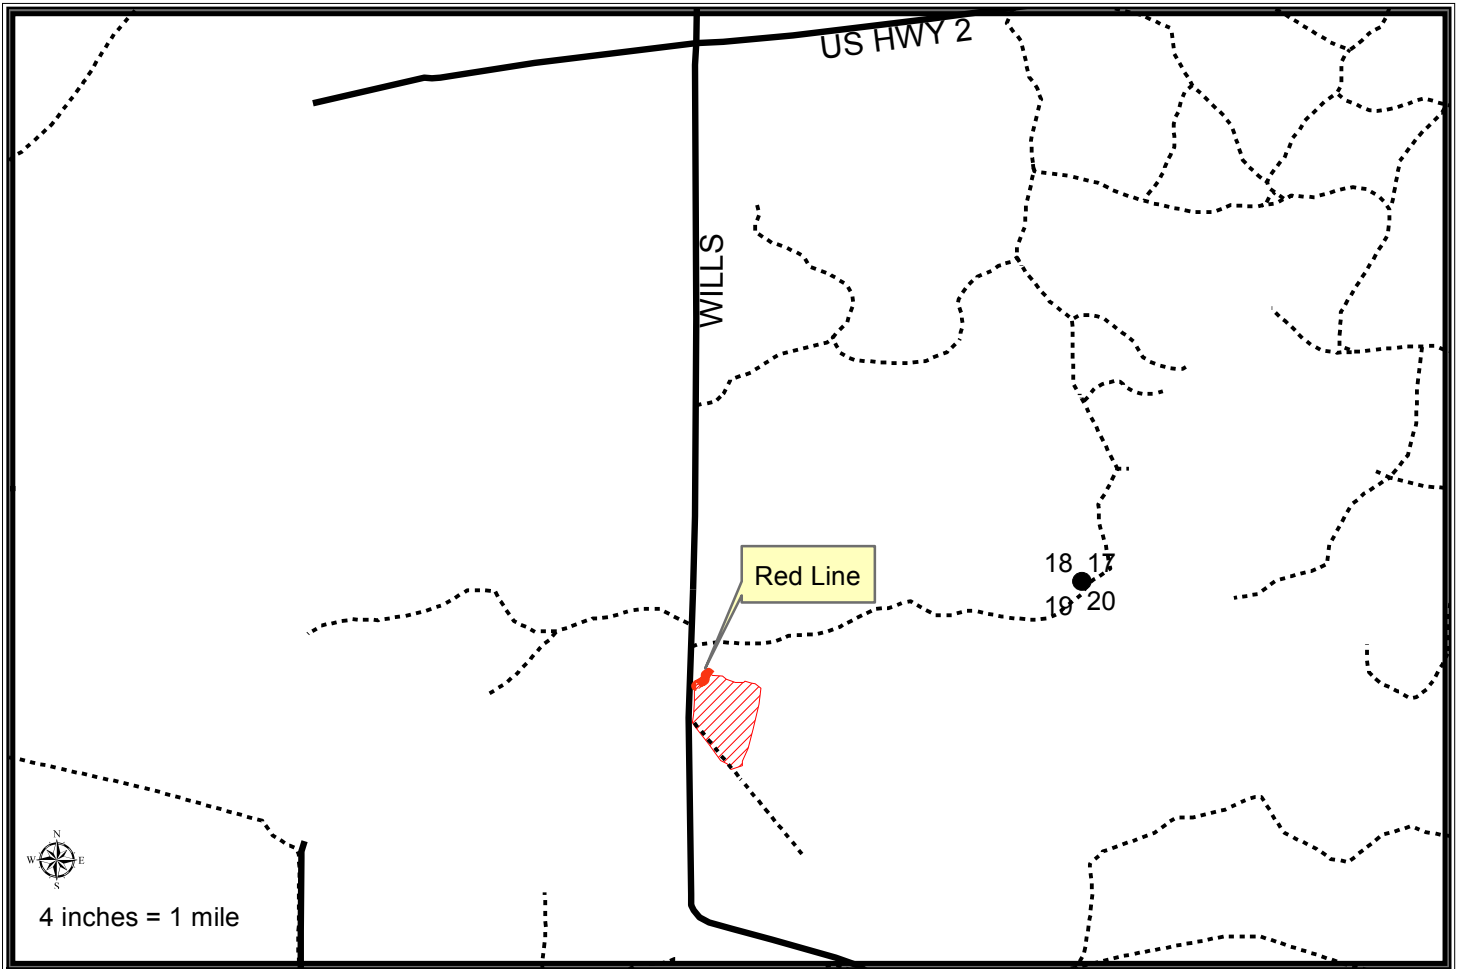 US HWY 2
WILLS
Red Line
18 17
19 20
N
W E
S
4 inches = 1 mile